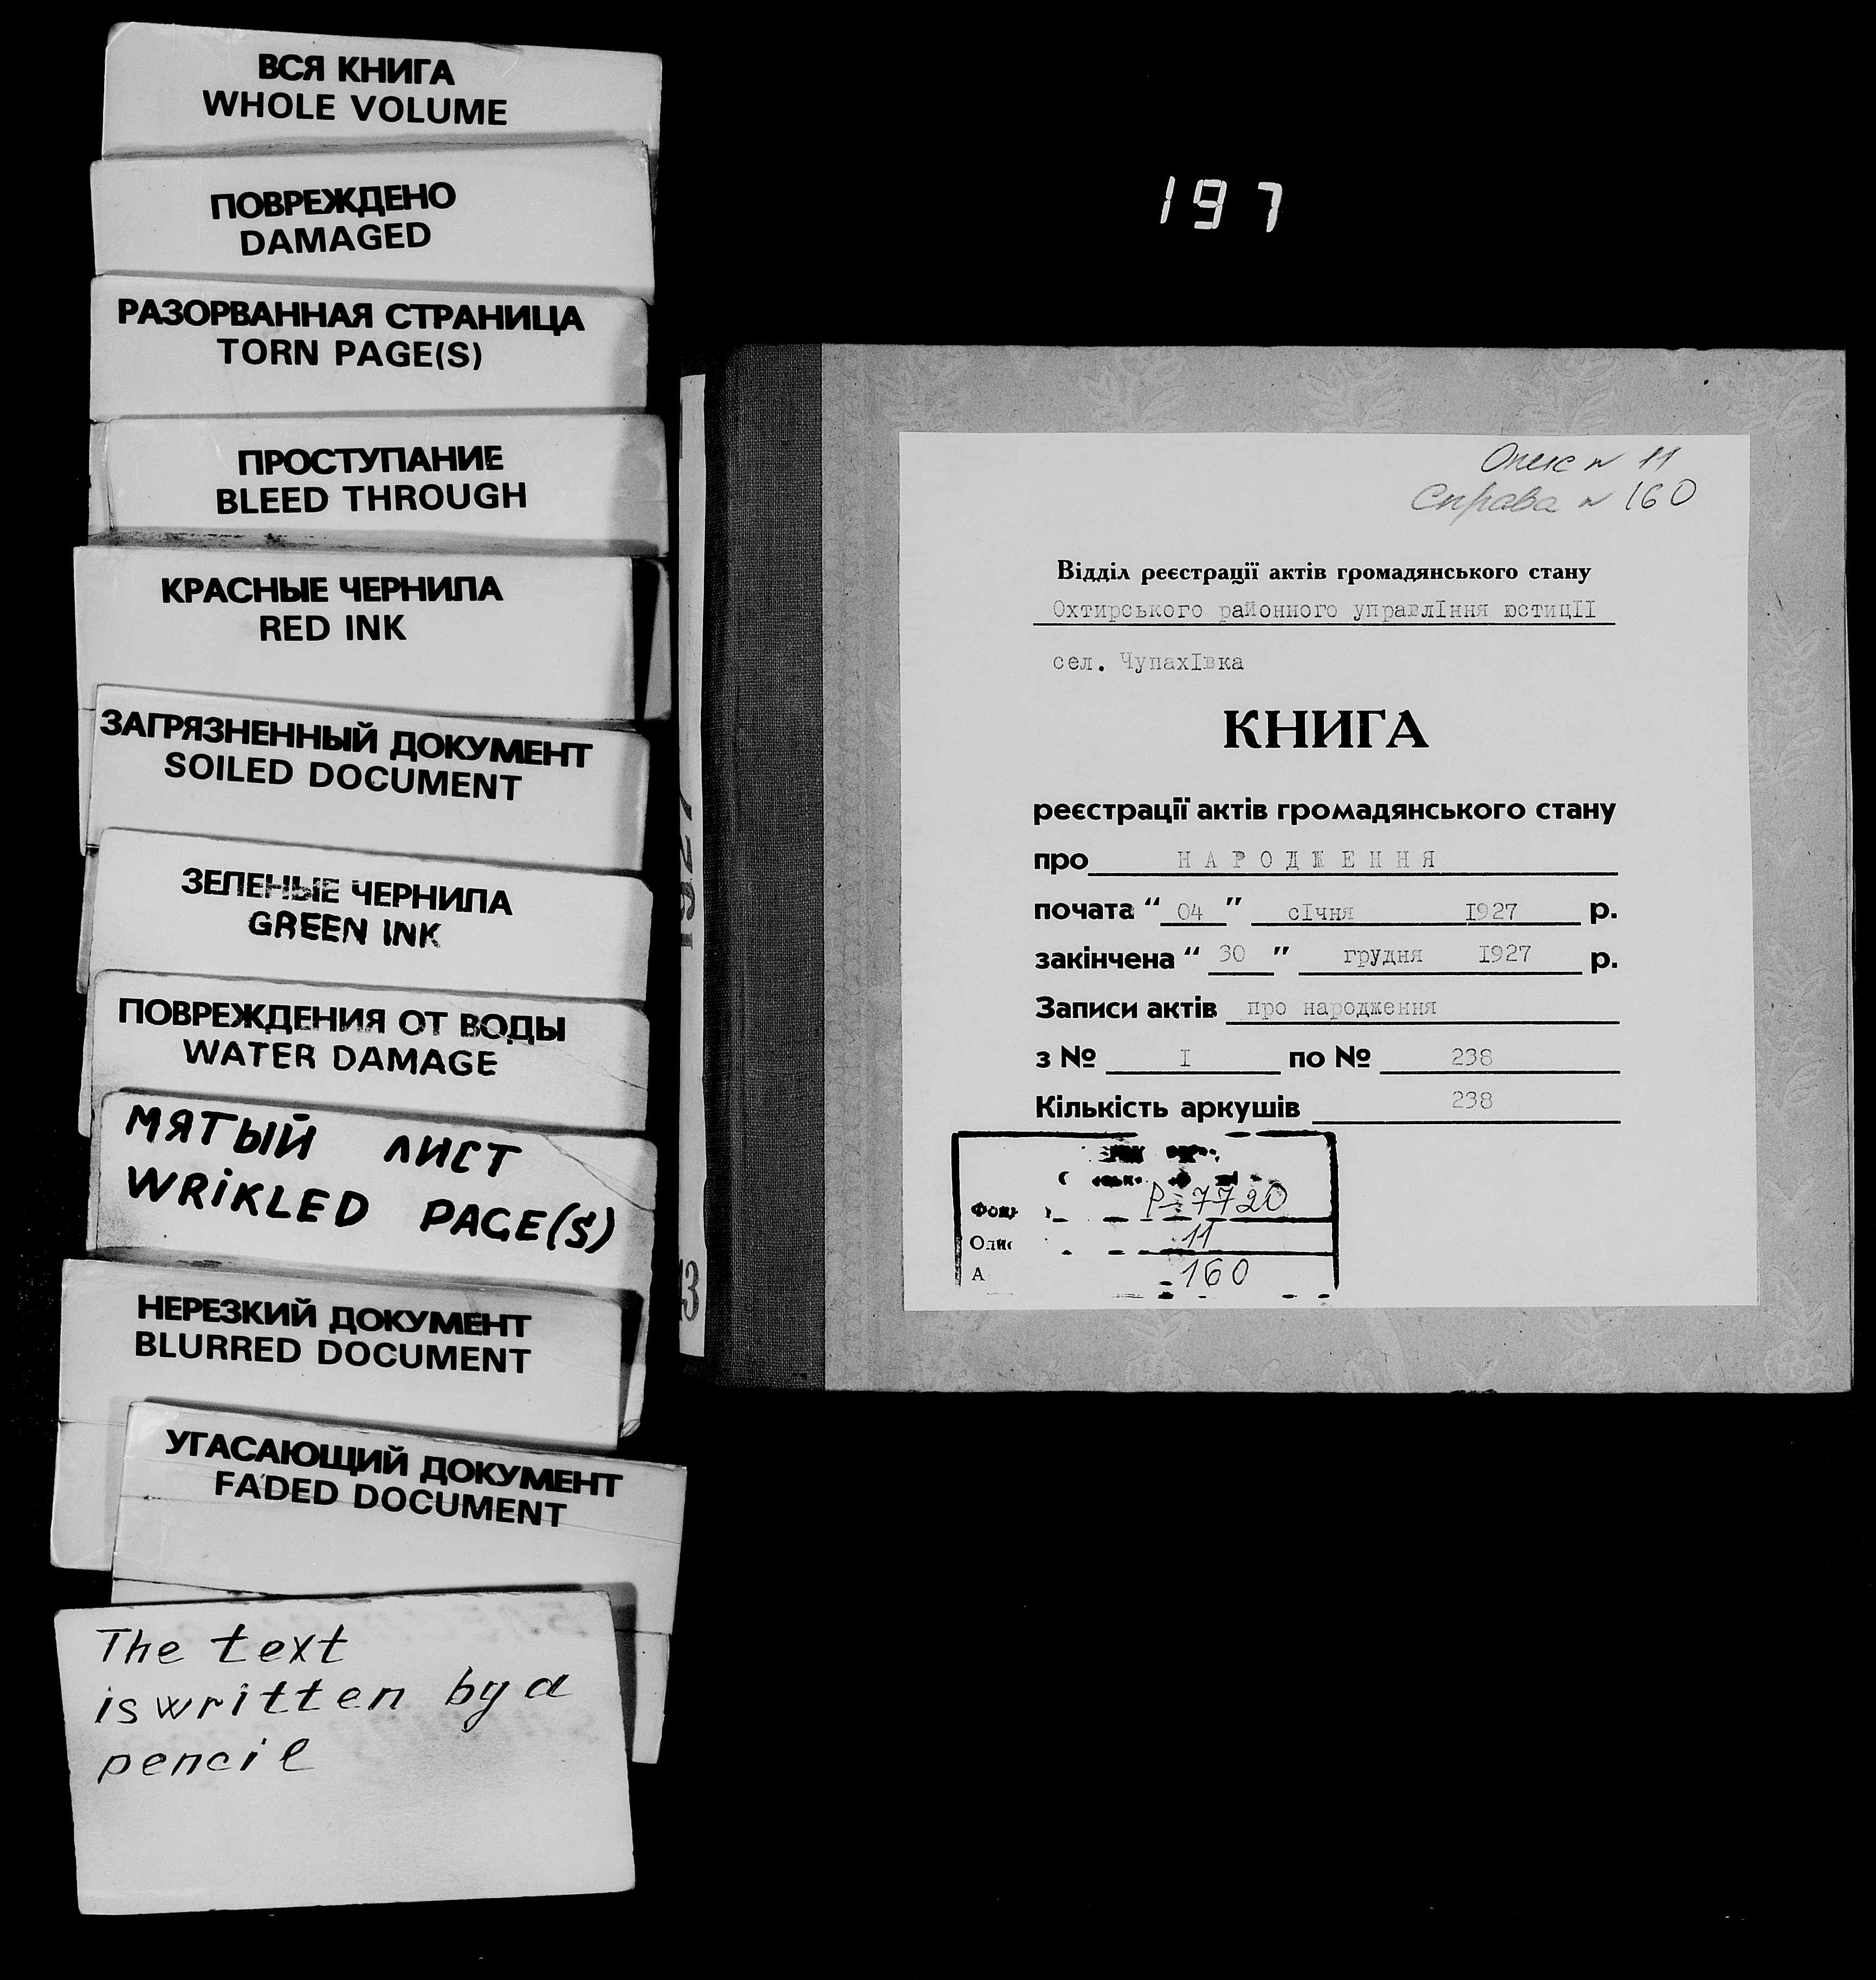 ВСЯ КНИГА
WHOLE VOLUME
ПОВРЕЖДЕНО
DAMAGED
РАЗОРВАННАЯ СТРАНИЦА
TORN PAGE(S)
ПРОСТУПАНИЕ
BLEED THROUGH
КРАСНЫЕ ЧЕРНИЛА
RED INK
ЗАГРЯЗНЕННЫЙ ДОКУМЕНТ
SOILED DOCUMENT
ЗЕЛЕНЫЕ ЧЕРНИЛА
GREEN INK
ПОВРЕЖДЕНИЯ ОТ ВОДЫ
WATER DAMAGE
МЯТЫЙ ЛИСТ
WRIKLED PAGE(S)
НЕРЕЗКИЙ ДОКУМЕНТ
BLURRED DOCUMENT
УГАСАЮЩИЙ ДОКУМЕНТ
FADED DOCUMENT
The text
is written by a
pencil
197
1927
Опис № 11
Справа № 160
Відділ реєстрації актів громадянського стану
Охтирського районного управлІння юстицІІ
сел. ЧупахІвка
КНИГА
реєстрації актів громадянського стану
про НАРОДЖЕННЯ
почата “ 04 ” сІчня І927 р.
закінчена “ 30 ” грудня І927 р.
Записи актів про народження
з № І по № 238
Кількість аркушів 238
Р-7720
11
160